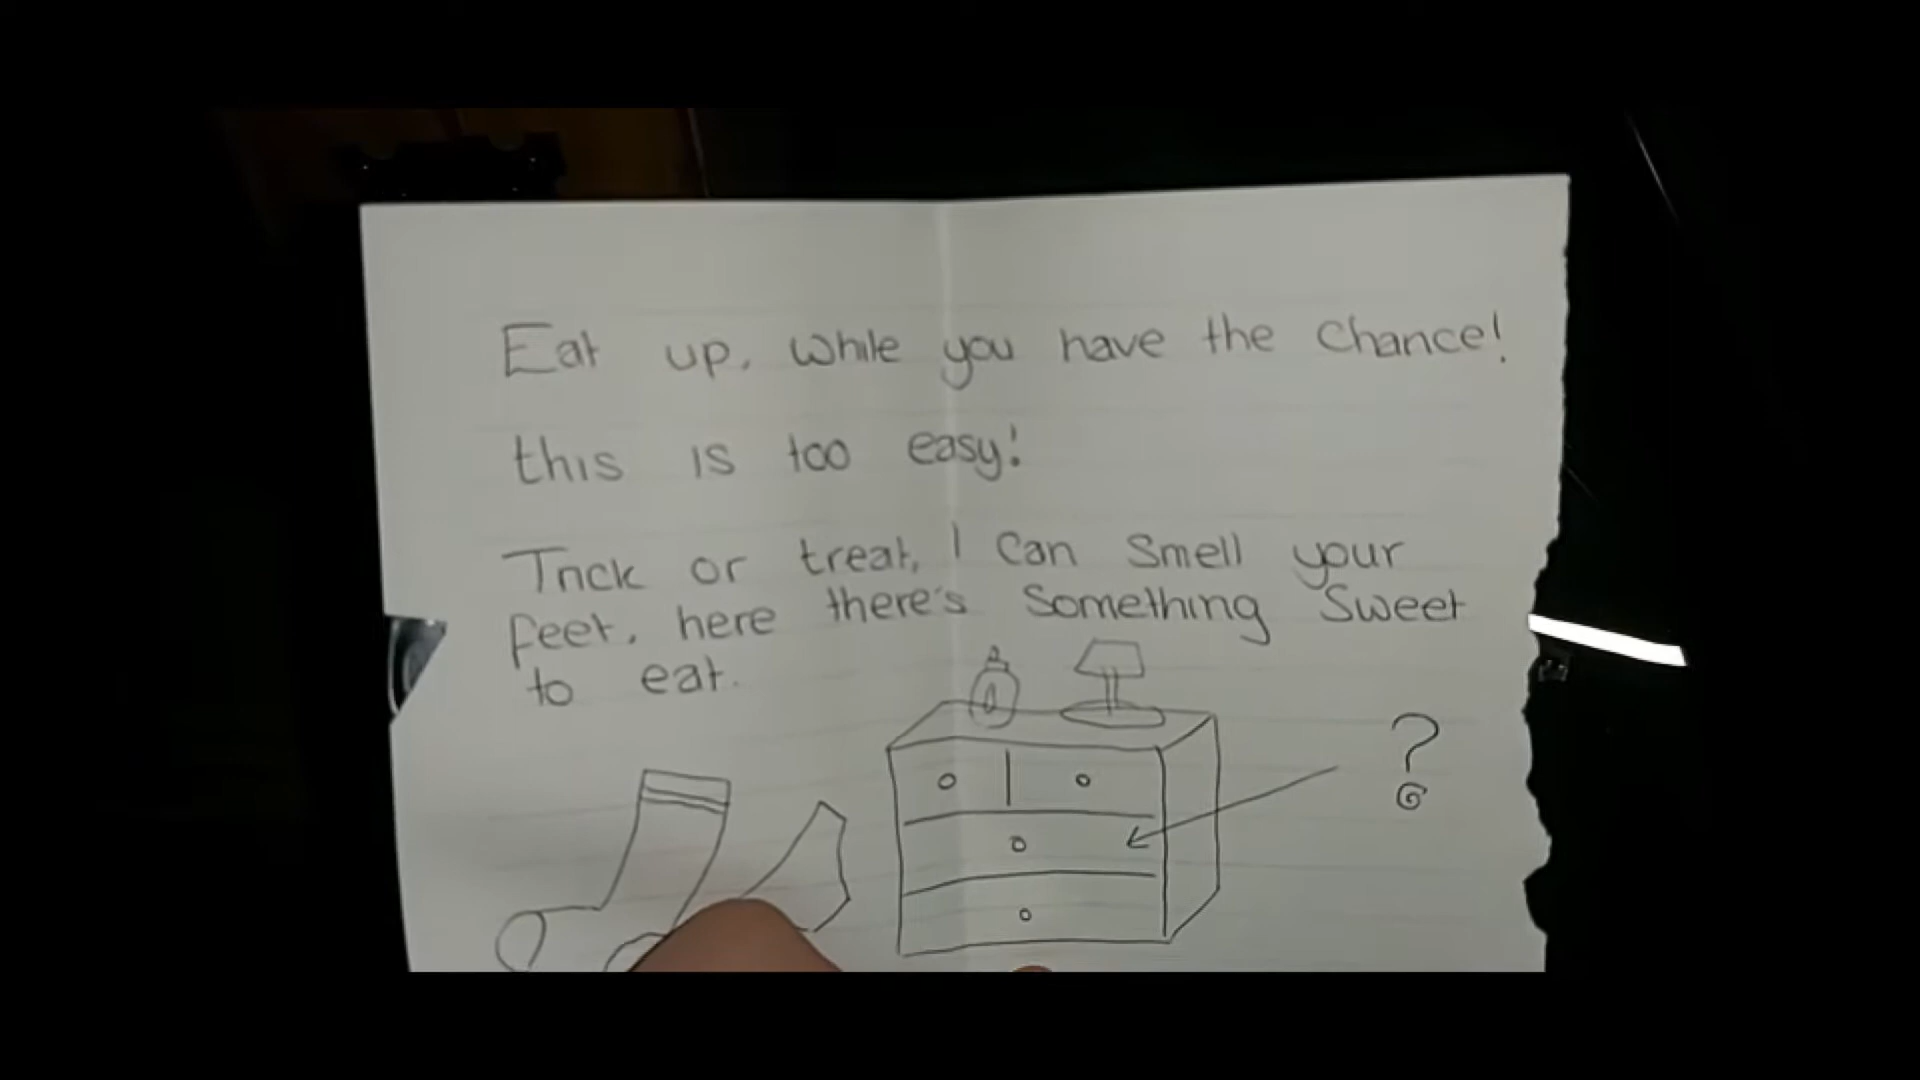 Eat up, while you have the chance!
this is too easy!
Trick or treat, I can smell your
feet, here there's something sweet
to eat.
?